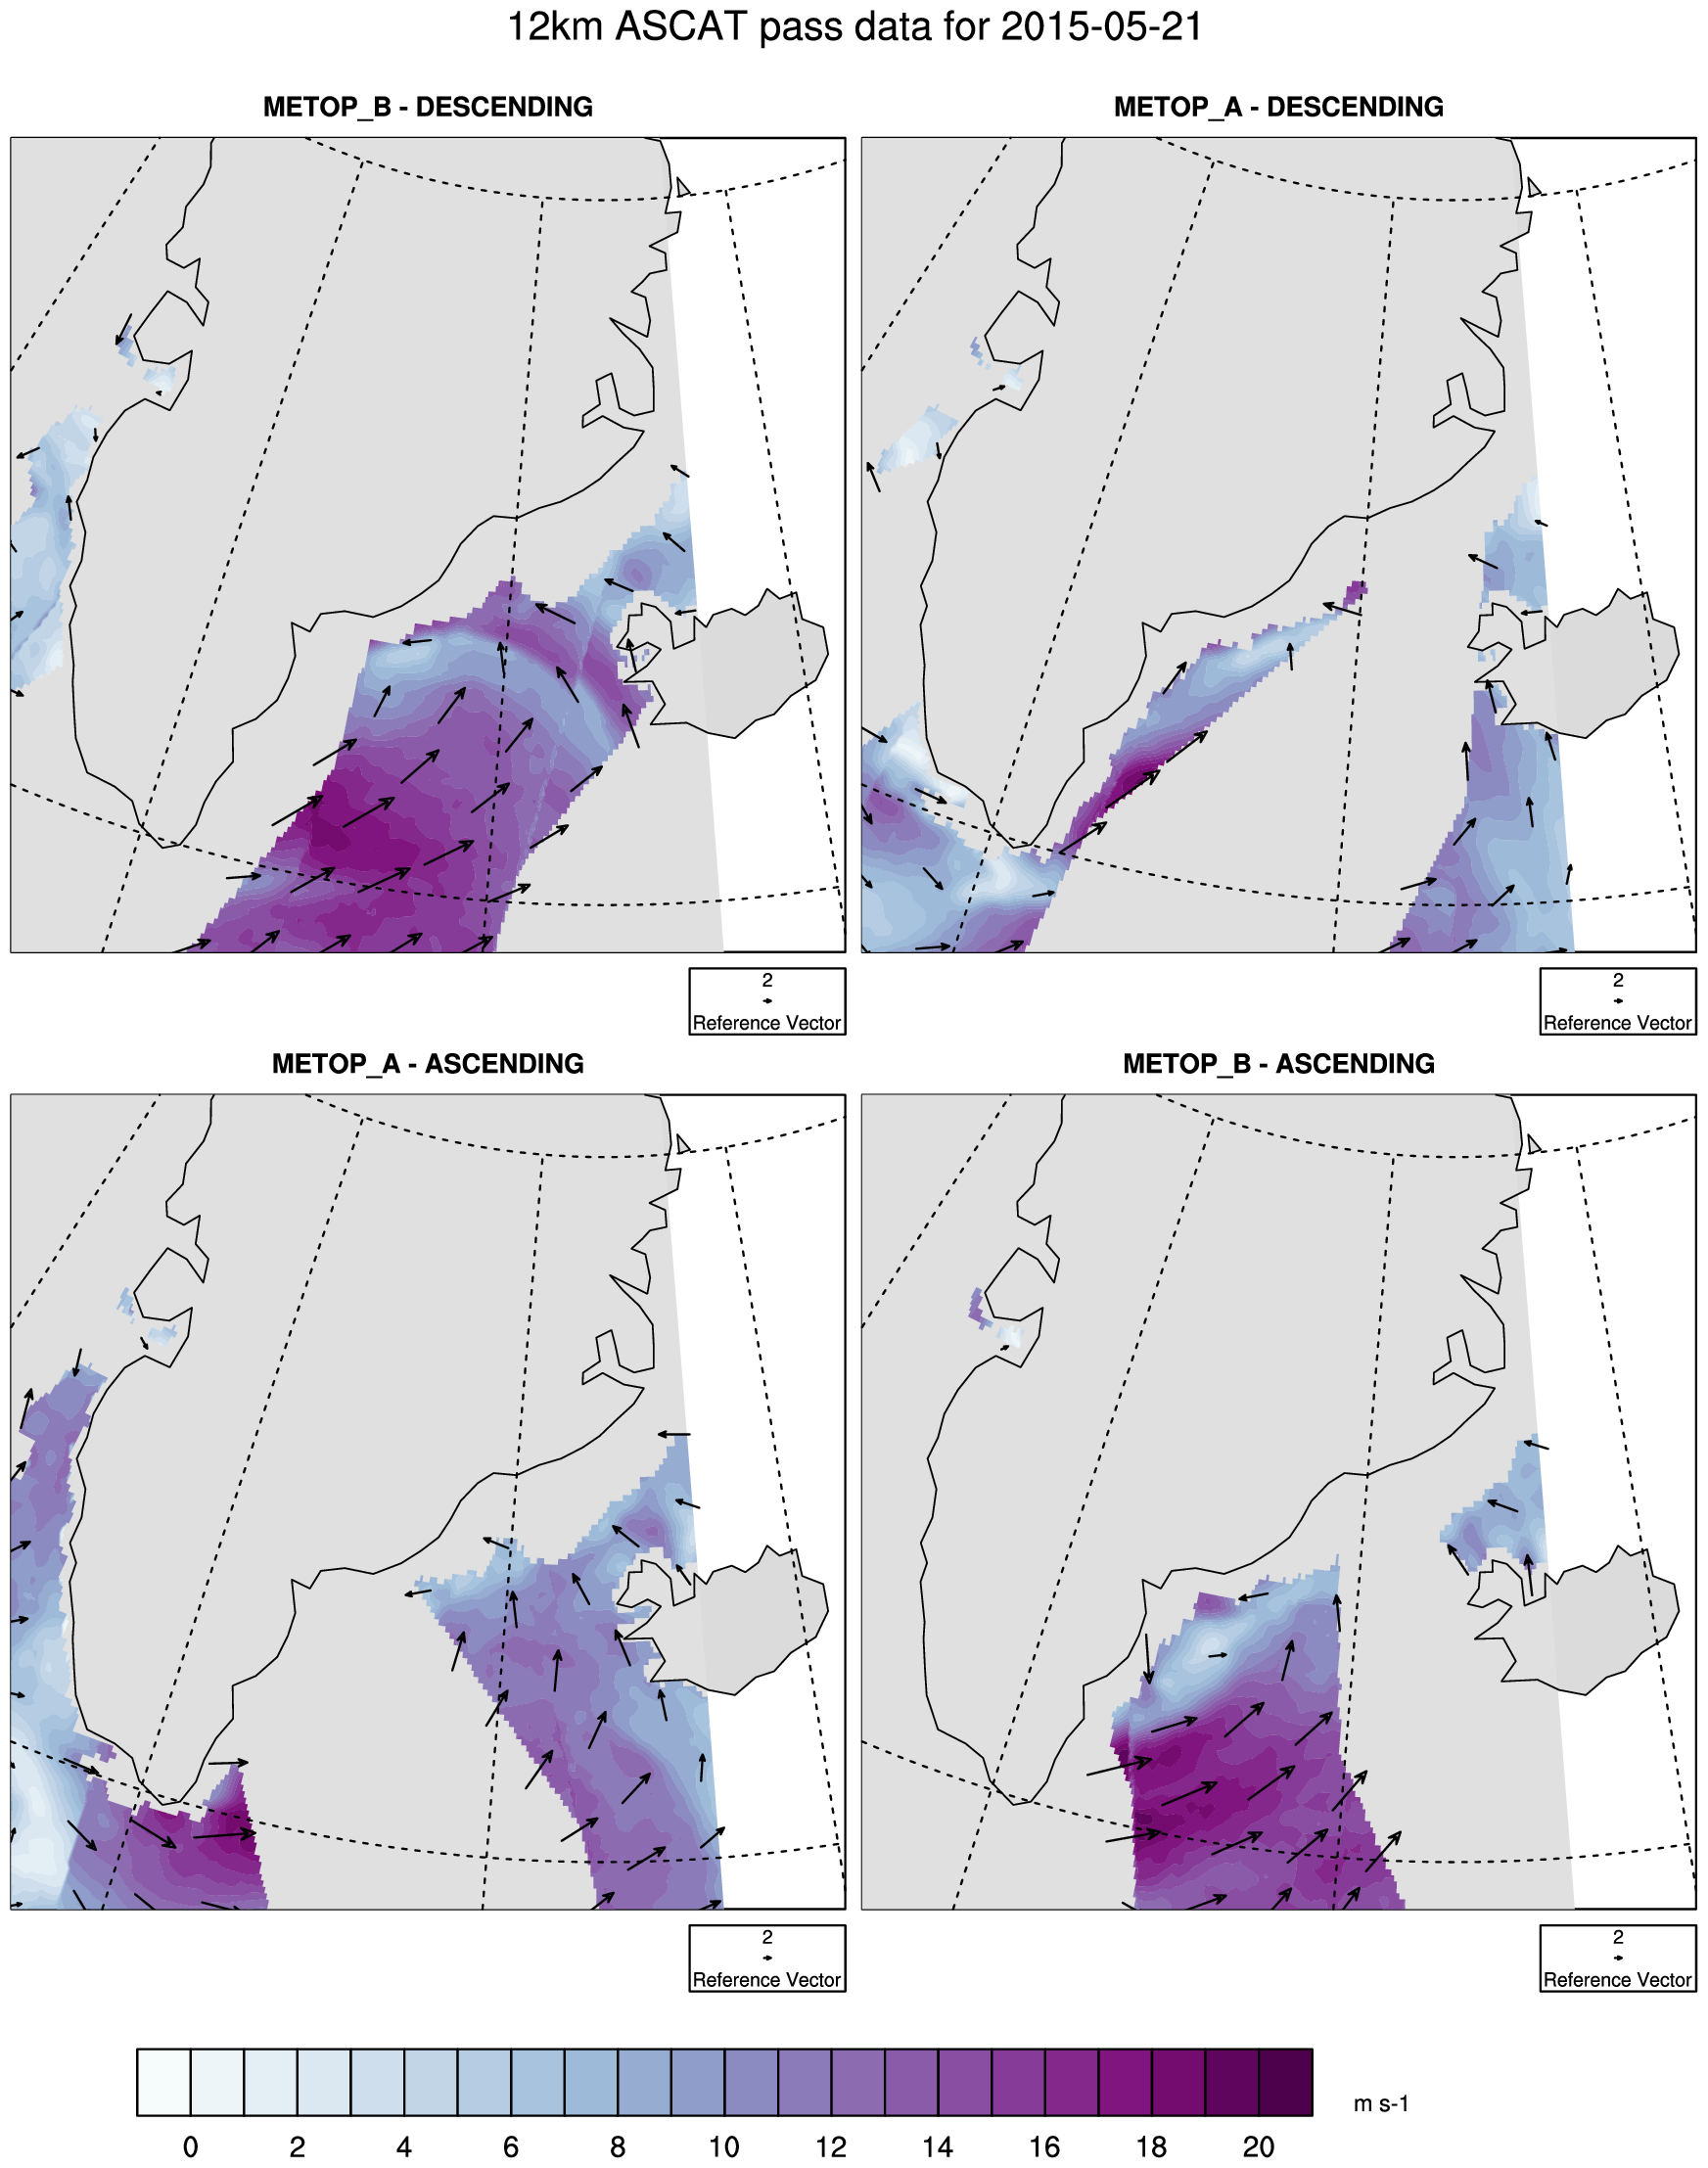 12km ASCAT pass data for 2015-05-21
METOP_B - DESCENDING
METOP_A - DESCENDING
2
Reference Vector
2
Reference Vector
METOP_A - ASCENDING
METOP_B - ASCENDING
2
Reference Vector
2
Reference Vector
m s-1
0 2 4 6 8 10 12 14 16 18 20